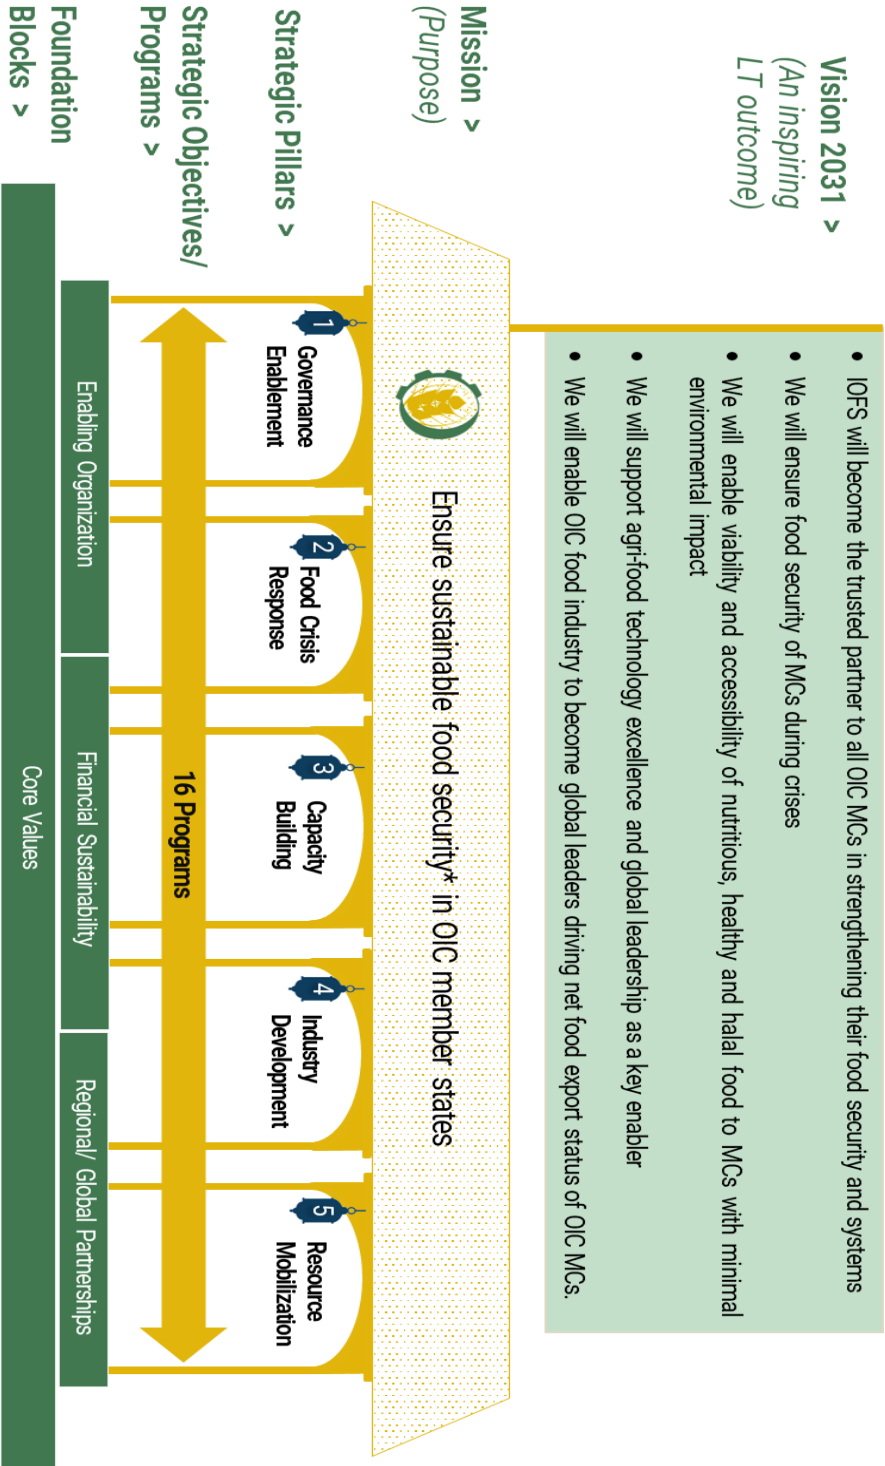 Vision 2031 >
(An inspiring
LT outcome)
• IOFS will become the trusted partner to all OIC MCs in strengthening their food security and systems
• We will ensure food security of MCs during crises
• We will enable viability and accessibility of nutritious, healthy and halal food to MCs with minimal
environmental impact
• We will support agri-food technology excellence and global leadership as a key enabler
• We will enable OIC food industry to become global leaders driving net food export status of OIC MCs.
Mission >
(Purpose)
Ensure sustainable food security* in OIC member states
Strategic Pillars >
1
Governance
Enablement
2
Food Crisis
Response
3
Capacity
Building
4
Industry
Development
5
Resource
Mobilization
Strategic Objectives/
Programs >
16 Programs
Foundation
Blocks >
Enabling Organization
Financial Sustainability
Regional/ Global Partnerships
Core Values